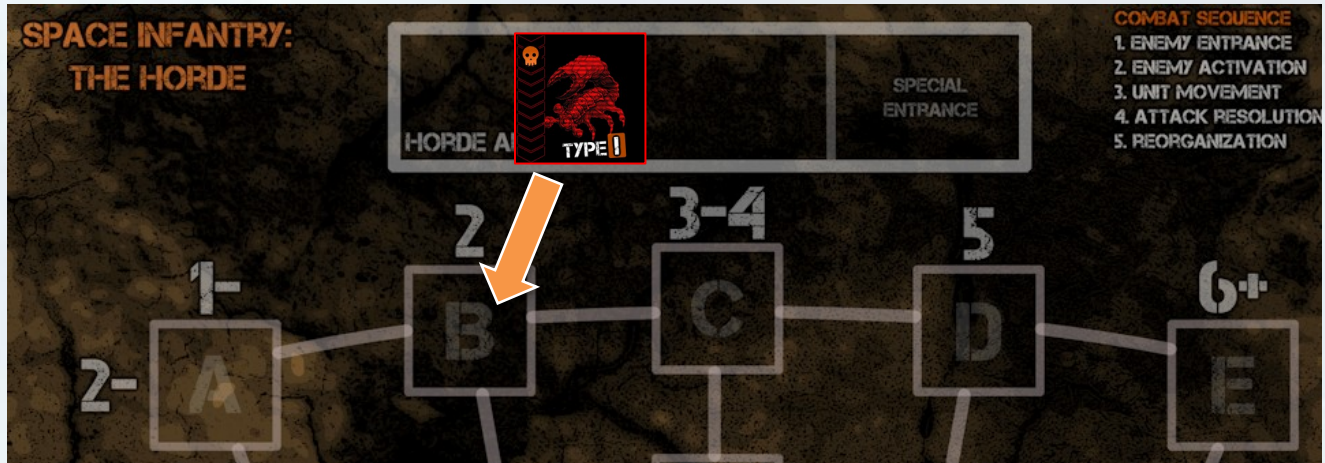 SPACE INFANTRY:
THE HORDE
HORDE A
TYPE I
SPECIAL
ENTRANCE
COMBAT SEQUENCE
1. ENEMY ENTRANCE
2. ENEMY ACTIVATION
3. UNIT MOVEMENT
4. ATTACK RESOLUTION
5. REORGANIZATION
1-
2
3-4
5
6+
2-
A
B
C
D
E